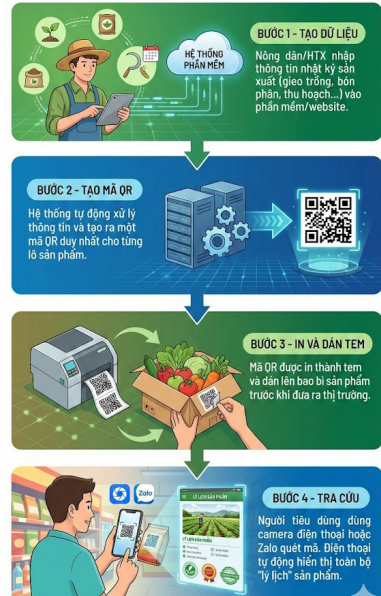 BƯỚC 1 - TẠO DỮ LIỆU
HỆ THỐNG
PHẦN MỀM
Nông dân/HTX nhập
thông tin nhật ký sản
xuất (gieo trồng, bón
phân, thu hoạch...) vào
phần mềm/website.
BƯỚC 2 - TẠO MÃ QR
Hệ thống tự động xử lý
thông tin và tạo ra một
mã QR duy nhất cho từng
lô sản phẩm.
BƯỚC 3 - IN VÀ DÁN TEM
Mã QR được in thành tem
và dán lên bao bì sản phẩm
trước khi đưa ra thị trường.
Zalo
LÝ LỊCH SẢN PHẨM
BƯỚC 4 - TRA CỨU
Người tiêu dùng dùng
camera điện thoại hoặc
Zalo quét mã. Điện thoại
tự động hiển thị toàn bộ
"lý lịch" sản phẩm.